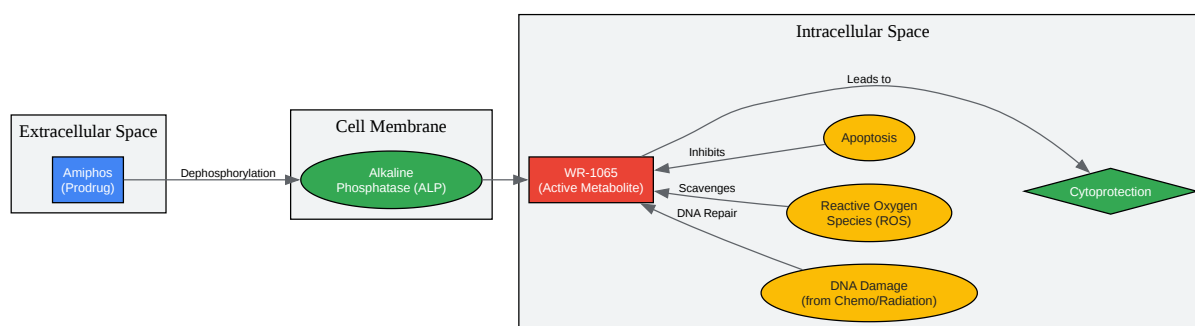 Intracellular Space
Leads to
Extracellular Space
Cell Membrane
Apoptosis
Amiphos
(Prodrug)
Dephosphorylation
Alkaline
Phosphatase (ALP)
WR-1065
(Active Metabolite)
Inhibits
Scavenges
DNA Repair
Reactive Oxygen
Species (ROS)
Cytoprotection
DNA Damage
(from Chemo/Radiation)